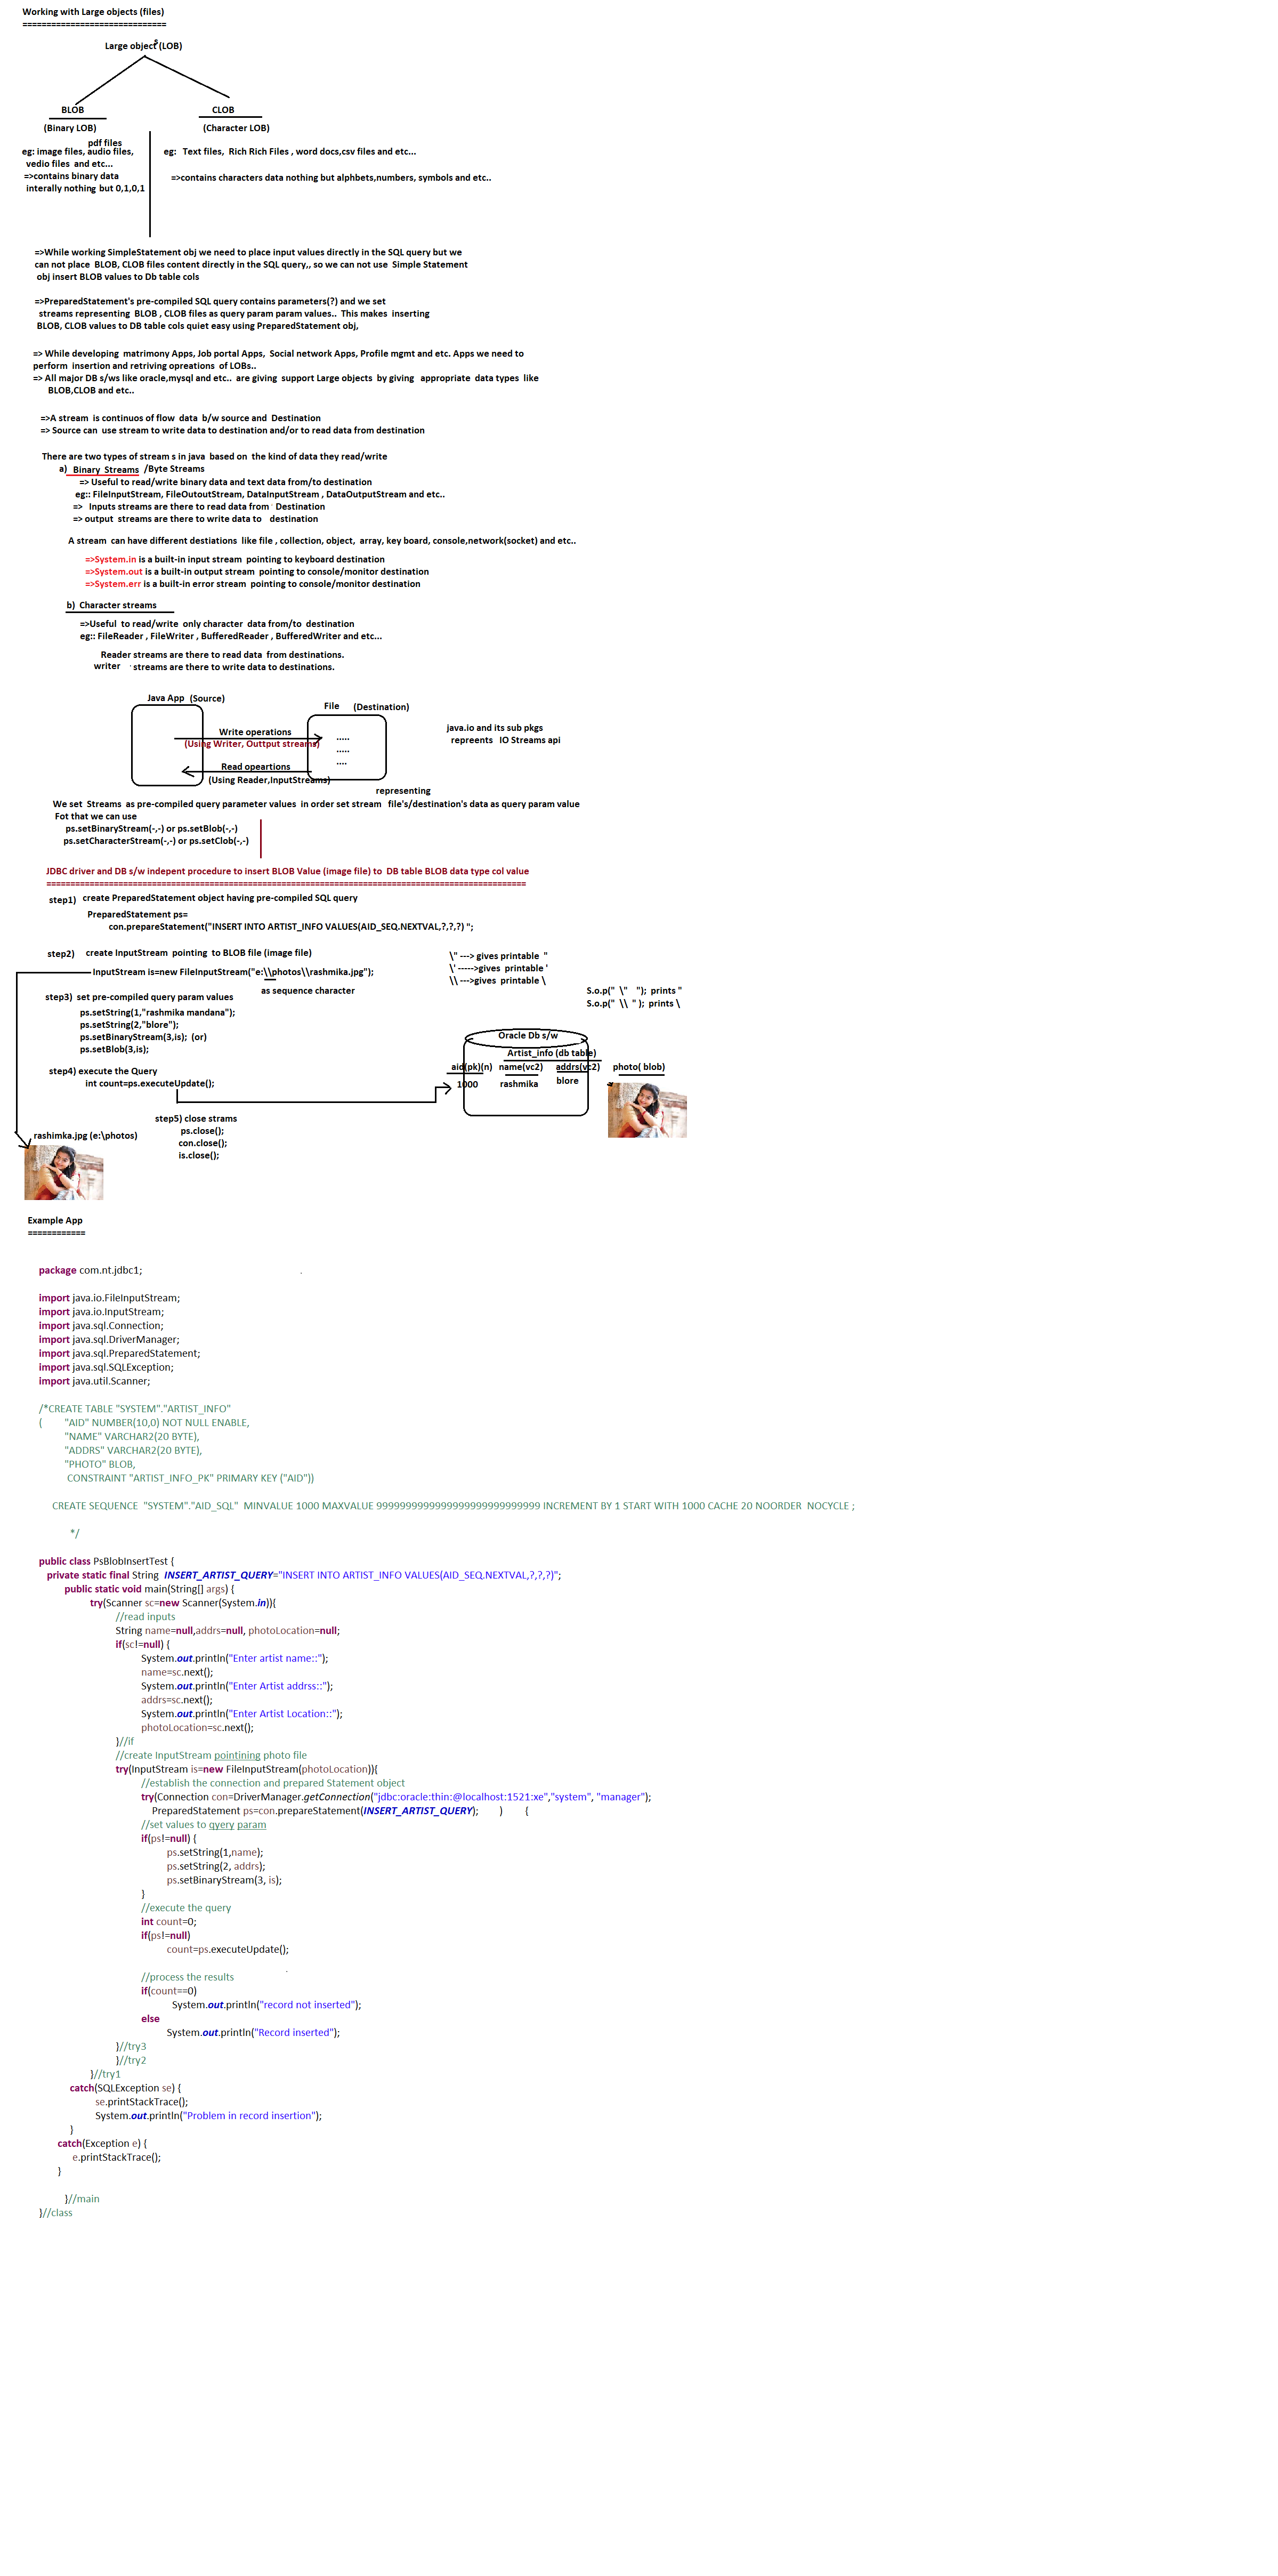 Working with Large objects (files)
==============================
Large objects (LOB)
BLOB
CLOB
(Binary LOB)
(Character LOB)
pdf files
eg: image files, audio files,
vedio files and etc...
=>contains binary data
interally nothing but 0,1,0,1
eg: Text files, Rich Rich Files , word docs,csv files and etc...
=>contains characters data nothing but alphbets,numbers, symbols and etc..
=>While working SimpleStatement obj we need to place input values directly in the SQL query but we
can not place BLOB, CLOB files content directly in the SQL query,, so we can not use Simple Statement
obj insert BLOB values to Db table cols
=>PreparedStatement's pre-compiled SQL query contains parameters(?) and we set
streams representing BLOB , CLOB files as query param param values.. This makes inserting
BLOB, CLOB values to DB table cols quiet easy using PreparedStatement obj,
=> While developing matrimony Apps, Job portal Apps, Social network Apps, Profile mgmt and etc. Apps we need to
perform insertion and retriving opreations of LOBs..
=> All major DB s/ws like oracle,mysql and etc.. are giving support Large objects by giving appropriate data types like
BLOB,CLOB and etc..
=>A stream is continuos of flow data b/w source and Destination
=> Source can use stream to write data to destination and/or to read data from destination
There are two types of stream s in java based on the kind of data they read/write
a) Binary Streams /Byte Streams
=> Useful to read/write binary data and text data from/to destination
eg:: FileInputStream, FileOutoutStream, DataInputStream , DataOutputStream and etc..
=> Inputs streams are there to read data from Destination
=> output streams are there to write data to destination
A stream can have different destiations like file , collection, object, array, key board, console,network(socket) and etc..
=>System.in is a built-in input stream pointing to keyboard destination
=>System.out is a built-in output stream pointing to console/monitor destination
=>System.err is a built-in error stream pointing to console/monitor destination
b) Character streams
=>Useful to read/write only character data from/to destination
eg:: FileReader , FileWriter , BufferedReader , BufferedWriter and etc...
Reader streams are there to read data from destinations.
writer streams are there to write data to destinations.
Java App (Source)
File (Destination)
Write operations
(Using Writer, Outtput streams)
.....
.....
....
Read opeartions
(Using Reader,InputStreams)
java.io and its sub pkgs
repreents IO Streams api
representing
We set Streams as pre-compiled query parameter values in order set stream file's/destination's data as query param value
Fot that we can use
ps.setBinaryStream(-,-) or ps.setBlob(-,-)
ps.setCharacterStream(-,-) or ps.setClob(-,-)
JDBC driver and DB s/w indepent procedure to insert BLOB Value (image file) to DB table BLOB data type col value
====================================================================================================
step1) create PreparedStatement object having pre-compiled SQL query
PreparedStatement ps=
con.prepareStatement("INSERT INTO ARTIST_INFO VALUES(AID_SEQ.NEXTVAL,?,?,?) ";
step2) create InputStream pointing to BLOB file (image file)
InputStream is=new FileInputStream("e:\\photos\\rashmika.jpg");
as sequence character
\" ---> gives printable "
\' ----->gives printable '
\\ --->gives printable \
S.o.p(" \" "); prints "
S.o.p(" \\ " ); prints \
step3) set pre-compiled query param values
ps.setString(1,"rashmika mandana");
ps.setString(2,"blore");
ps.setBinaryStream(3,is); (or)
ps.setBlob(3,is);
step4) execute the Query
int count=ps.executeUpdate();
Oracle Db s/w
Artist_info (db table)
aid(pk)(n) name(vc2) addrs(vc2) photo( blob)
1000 rashmika blore
step5) close strams
ps.close();
con.close();
is.close();
rashimka.jpg (e:\photos)
Example App
============
package com.nt.jdbc1;
import java.io.FileInputStream;
import java.io.InputStream;
import java.sql.Connection;
import java.sql.DriverManager;
import java.sql.PreparedStatement;
import java.sql.SQLException;
import java.util.Scanner;
/*CREATE TABLE "SYSTEM"."ARTIST_INFO"
( "AID" NUMBER(10,0) NOT NULL ENABLE,
"NAME" VARCHAR2(20 BYTE),
"ADDRS" VARCHAR2(20 BYTE),
"PHOTO" BLOB,
CONSTRAINT "ARTIST_INFO_PK" PRIMARY KEY ("AID"))
CREATE SEQUENCE "SYSTEM"."AID_SQL" MINVALUE 1000 MAXVALUE 9999999999999999999999999999 INCREMENT BY 1 START WITH 1000 CACHE 20 NOORDER NOCYCLE ;
*/
public class PsBlobInsertTest {
private static final String INSERT_ARTIST_QUERY="INSERT INTO ARTIST_INFO VALUES(AID_SEQ.NEXTVAL,?,?,?)";
public static void main(String[] args) {
try(Scanner sc=new Scanner(System.in)){
//read inputs
String name=null,addrs=null, photoLocation=null;
if(sc!=null) {
System.out.println("Enter artist name::");
name=sc.next();
System.out.println("Enter Artist addrss::");
addrs=sc.next();
System.out.println("Enter Artist Location::");
photoLocation=sc.next();
}//if
//create InputStream pointining photo file
try(InputStream is=new FileInputStream(photoLocation)){
//establish the connection and prepared Statement object
try(Connection con=DriverManager.getConnection("jdbc:oracle:thin:@localhost:1521:xe","system", "manager");
PreparedStatement ps=con.prepareStatement(INSERT_ARTIST_QUERY); ) {
//set values to qyery param
if(ps!=null) {
ps.setString(1,name);
ps.setString(2, addrs);
ps.setBinaryStream(3, is);
}
//execute the query
int count=0;
if(ps!=null)
count=ps.executeUpdate();
//process the results
if(count==0)
System.out.println("record not inserted");
else
System.out.println("Record inserted");
}//try3
}//try2
}//try1
catch(SQLException se) {
se.printStackTrace();
System.out.println("Problem in record insertion");
}
catch(Exception e) {
e.printStackTrace();
}
}//main
}//class